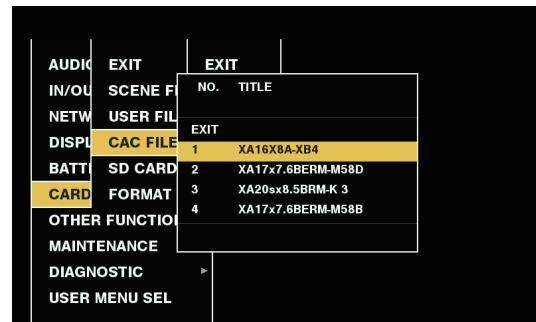 AUDIO
IN/OU
NETW
DISPL
BATT
CARD
OTHER FUNCTIO
MAINTENANCE
DIAGNOSTIC
USER MENU SEL
EXIT
SCENE FI
USER FIL
CAC FILE
SD CARD
FORMAT
EXIT
NO. TITLE
EXIT
1 XA16X8A-XB4
2 XA17x7.6BERM-M58D
3 XA20sx8.5BRM-K 3
4 XA17x7.6BERM-M58B